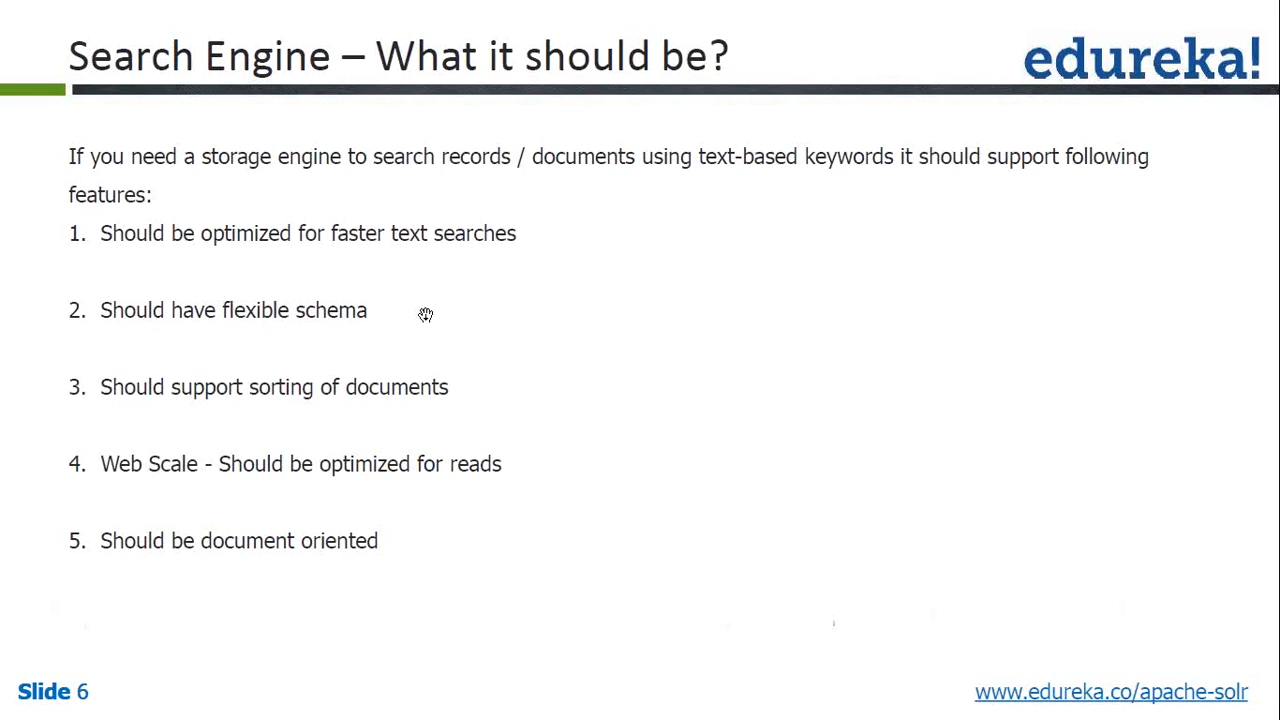 Search Engine – What it should be?
edureka!
If you need a storage engine to search records / documents using text-based keywords it should support following
features:
1. Should be optimized for faster text searches
2. Should have flexible schema
3. Should support sorting of documents
4. Web Scale - Should be optimized for reads
5. Should be document oriented
Slide 6
www.edureka.co/apache-solr